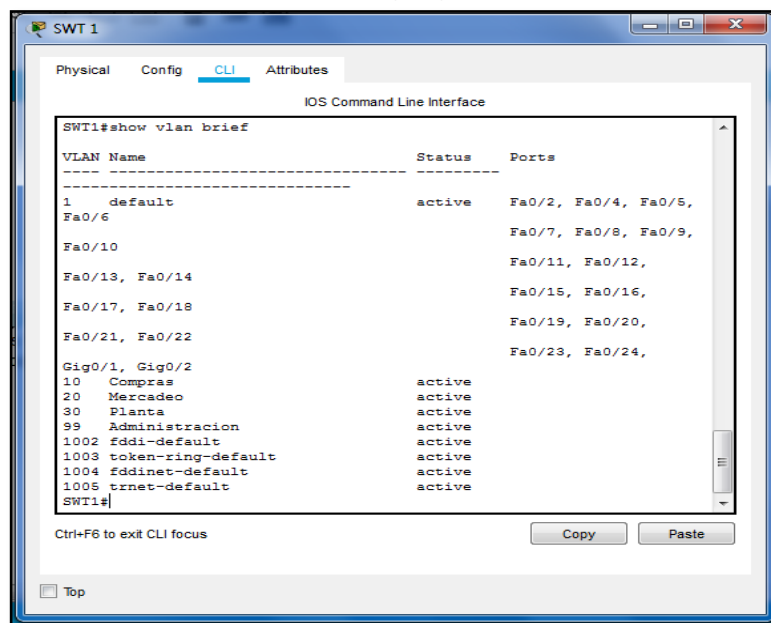 SWT 1
Physical Config CLI Attributes
IOS Command Line Interface
SWT1#show vlan brief
VLAN Name Status Ports
---- -------------------------------- ---------
-------------------------------
1 default active Fa0/2, Fa0/4, Fa0/5,
Fa0/6
Fa0/7, Fa0/8, Fa0/9,
Fa0/10
Fa0/11, Fa0/12,
Fa0/13, Fa0/14
Fa0/15, Fa0/16,
Fa0/17, Fa0/18
Fa0/19, Fa0/20,
Fa0/21, Fa0/22
Fa0/23, Fa0/24,
Gig0/1, Gig0/2
10 Compras active
20 Mercadeo active
30 Planta active
99 Administracion active
1002 fddi-default active
1003 token-ring-default active
1004 fddinet-default active
1005 trnet-default active
SWT1#
Ctrl+F6 to exit CLI focus Copy Paste
Top